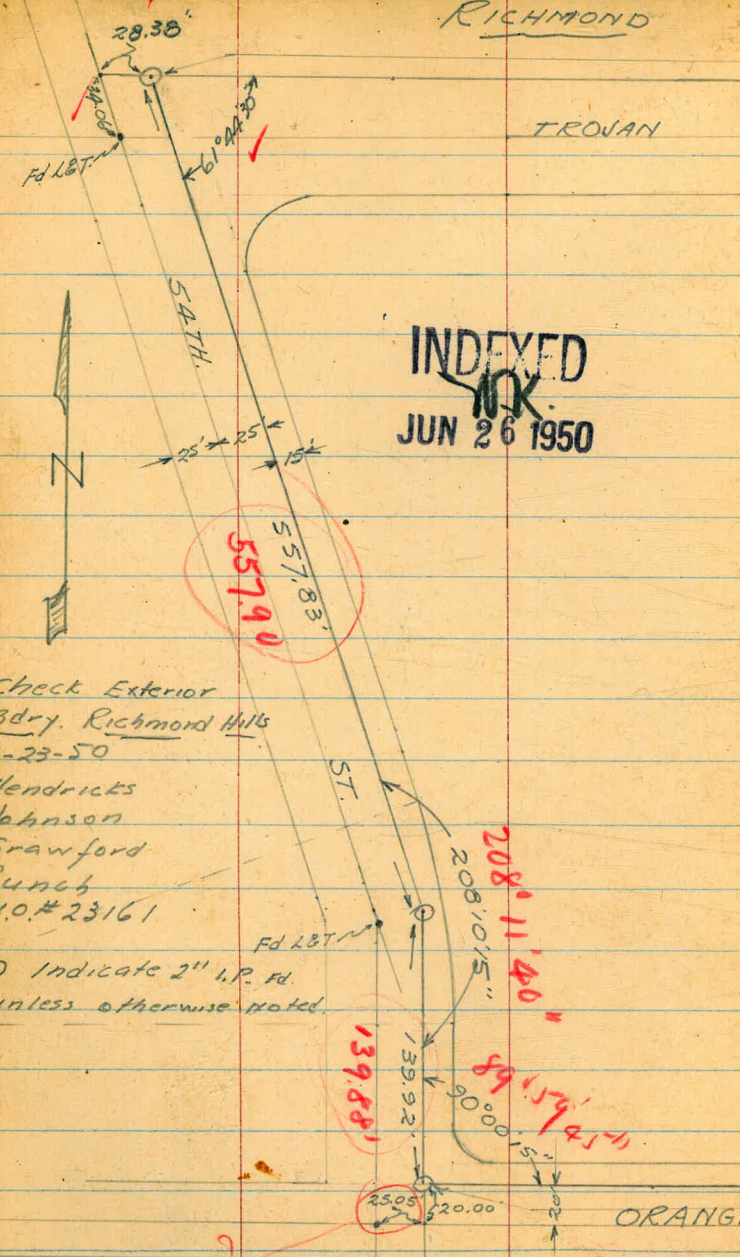 RICHMOND
28.38'
TROJAN
61°44'30"
Fd L&T.
54TH.
INDEXED
JUN 26 1950
25' 25' 15'
N
557.83'
557.90
Check Exterior
Bdry. Richmond Hills
-23-50
Hendricks
Johnson
Crawford
unch
.O.# 23161
ST.
208°10'15"
208° 11' 40"
Fd L&T
Indicate 2" I.P. Fd.
unless otherwise noted.
139.92'
139.88'
90°00'15"
89°59'45"
25.05
20.00
20'
ORANG